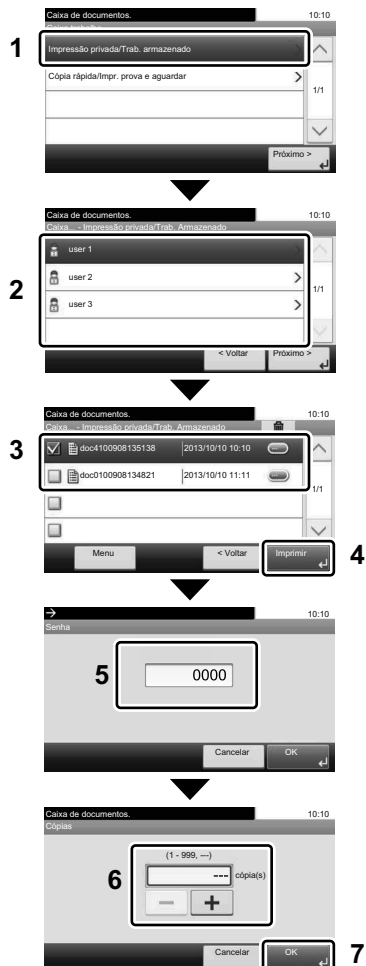 Caixa de documentos. 10:10
Caixa trabalho
1
Impressão privada/Trab. armazenado
Cópia rápida/Impr. prova e aguardar
1/1
Próximo >
Caixa de documentos. 10:10
Caixa... - Impressão privada/Trab. Armazenado
user 1
2
user 2
1/1
user 3
< Voltar Próximo >
Caixa de documentos. 10:10
Caixa... - Impressão privada/Trab. Armazenado
3
doc4100908135138 2013/10/10 10:10
doc0100908134821 2013/10/10 11:11
1/1
Menu < Voltar Imprimir 4
10:10
Senha
5 0000
Cancelar OK
Caixa de documentos. 10:10
Cópias
(1 - 999, ---)
6 --- cópia(s)
Cancelar OK 7